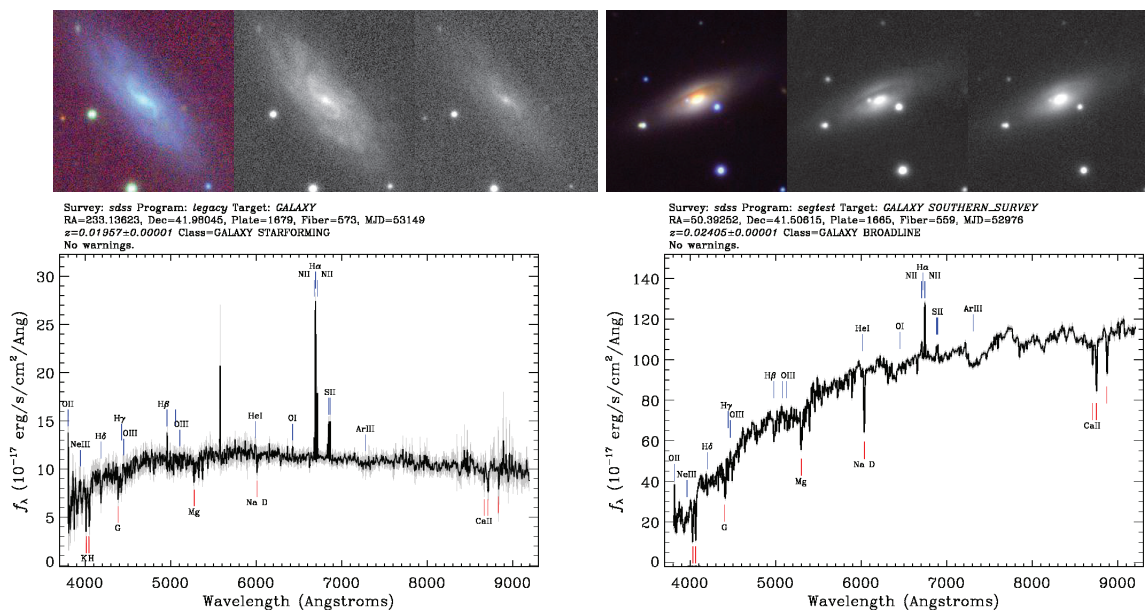 Survey: sdss Program: legacy Target: GALAXY
RA=233.13623, Dec=41.98045, Plate=1679, Fiber=573, MJD=53149
z=0.01957±0.00001 Class=GALAXY STARFORMING
No warnings.
f_λ (10⁻¹⁷ erg/s/cm²/Ang)
30
25
20
15
10
5
0
Hα
NII NII
SII
OII
Hγ
Hβ
Hδ
OIII
OIII
HeI
OI
ArIII
NeIII
K H
G
Mg
Na D
CaII
4000 5000 6000 7000 8000 9000
Wavelength (Angstroms)
Survey: sdss Program: segtest Target: GALAXY SOUTHERN_SURVEY
RA=50.39252, Dec=41.50615, Plate=1665, Fiber=559, MJD=52976
z=0.02405±0.00001 Class=GALAXY BROADLINE
No warnings.
f_λ (10⁻¹⁷ erg/s/cm²/Ang)
140
120
100
80
60
40
20
0
Hα
NII NII
SII
ArIII
HeI
OI
Hβ OIII
Hγ
OIII
Hδ
OII
NeIII
G
Mg
Na D
CaII
4000 5000 6000 7000 8000 9000
Wavelength (Angstroms)